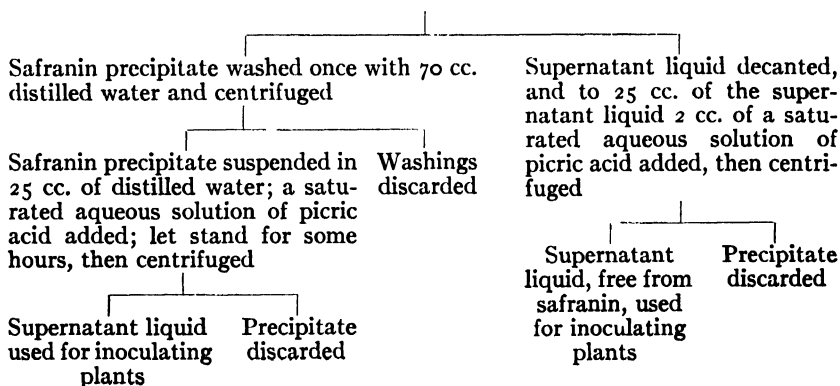 Safranin precipitate washed once with 70 cc.
distilled water and centrifuged
Supernatant liquid decanted,
and to 25 cc. of the super-
natant liquid 2 cc. of a satu-
rated aqueous solution of
picric acid added, then centri-
fuged
Safranin precipitate suspended in
25 cc. of distilled water; a satu-
rated aqueous solution of picric
acid added; let stand for some
hours, then centrifuged
Washings
discarded
Supernatant
liquid, free from
safranin, used
for inoculating
plants
Precipitate
discarded
Supernatant liquid
used for inoculating
plants
Precipitate
discarded